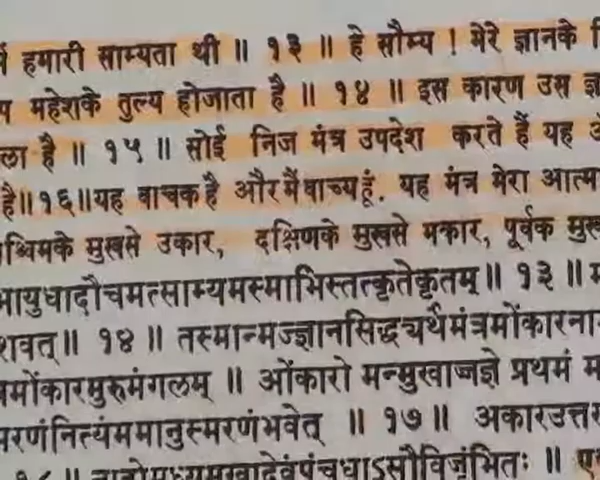 हमारी साम्यता थी ॥ १३ ॥ हे सौम्य ! मेरे ज्ञानके
महेशके तुल्य होजाता है ॥ १४ ॥ इस कारण उस
है ॥ १५ ॥ सोई निज मंत्र उपदेश करते हैं यह
है॥१६॥यह वाचक है और मैं वाच्य हूं. यह मंत्र मेरा आत्मा
श्चिमके मुखसे उकार, दक्षिणके मुखसे मकार, पूर्वक मुख
आयुधादौचमत्साम्यमस्माभिस्तत्कृतेकृतम् ॥ १३ ॥
शवत् ॥ १४ ॥ तस्मान्मज्ज्ञानसिद्ध्यर्थमंत्रमोंकारना
मोंकारमुरुमंगलम् ॥ ओंकारो मन्मुखाज्जज्ञे प्रथमं
मरणंनित्यंममानुस्मरणंभवेत् ॥ १७ ॥ अकारउत्त
॥ ॥